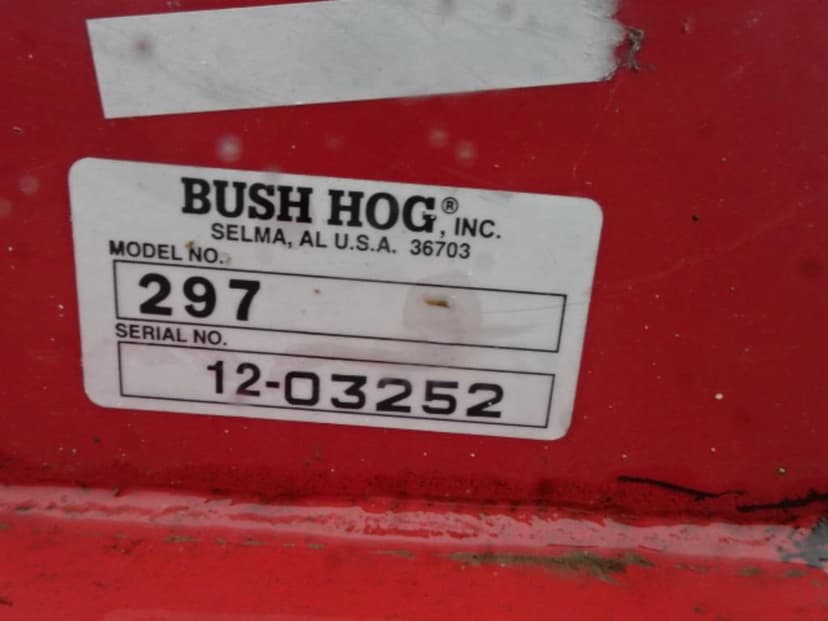 BUSH HOG®, INC.
SELMA, AL U.S.A. 36703
MODEL NO.
297
SERIAL NO.
12-03252